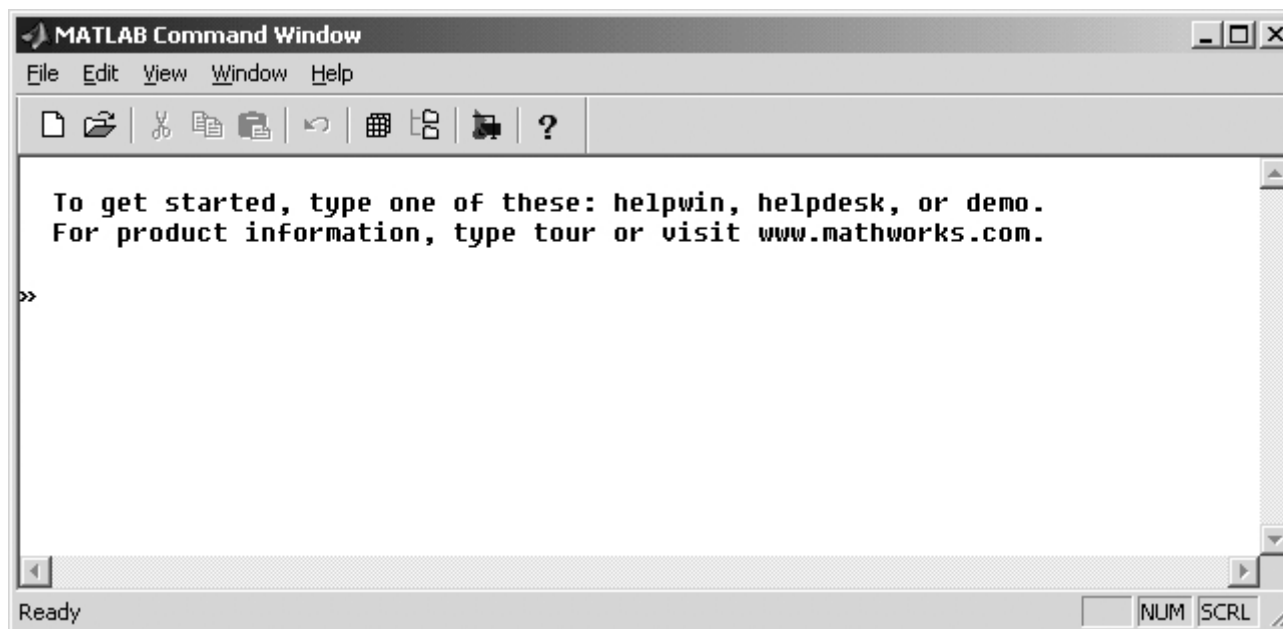 MATLAB Command Window
File Edit View Window Help
?
To get started, type one of these: helpwin, helpdesk, or demo.
For product information, type tour or visit www.mathworks.com.
»
Ready NUM SCRL